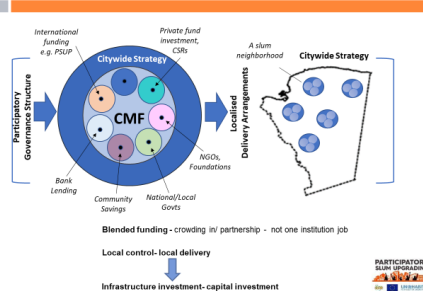 International
funding
e.g. PSUP
Private fund
investment,
CSRs
A slum
neighborhood
Citywide Strategy
Citywide Strategy
Participatory
Governance Structure
CMF
Localised
Delivery Arrangements
NGOs,
Foundations
Bank
Lending
Community
Savings
National/Local
Govts
Blended funding - crowding in/ partnership - not one institution job
Local control- local delivery
Infrastructure investment- capital investment
PARTICIPATOR
SLUM UPGRADIN